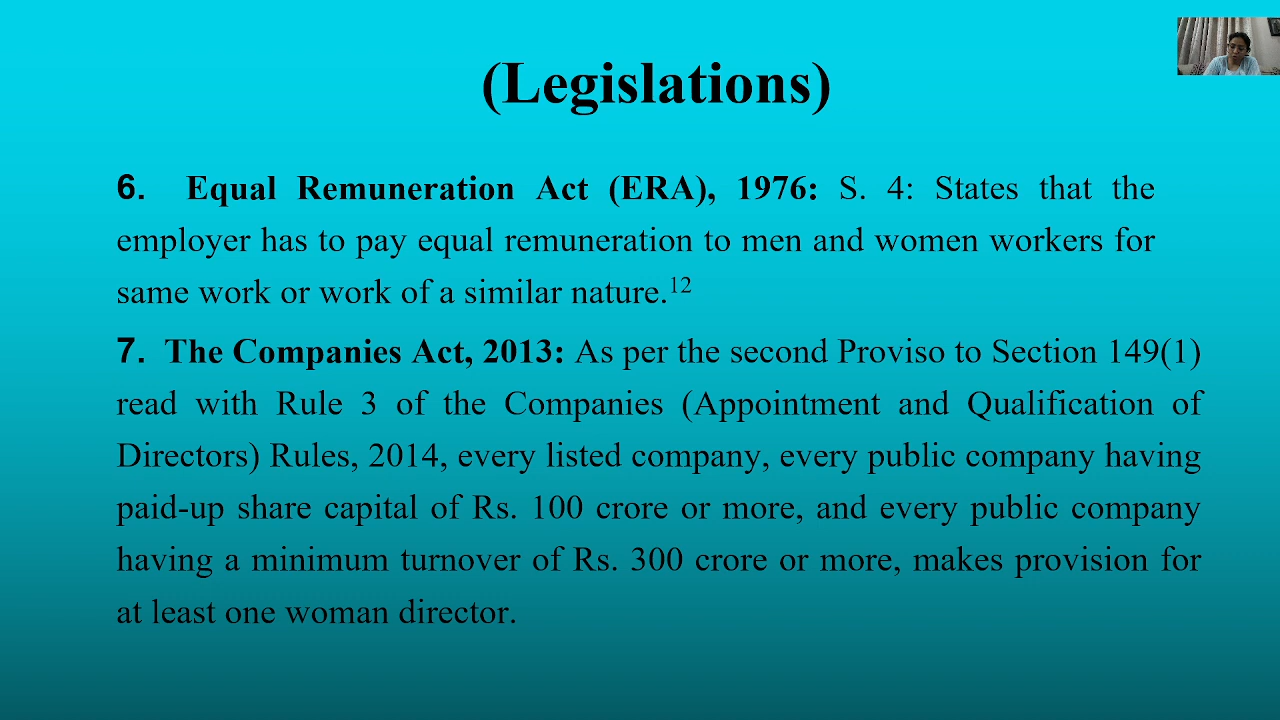 (Legislations)
6. Equal Remuneration Act (ERA), 1976: S. 4: States that the
employer has to pay equal remuneration to men and women workers for
same work or work of a similar nature.12
7. The Companies Act, 2013: As per the second Proviso to Section 149(1)
read with Rule 3 of the Companies (Appointment and Qualification of
Directors) Rules, 2014, every listed company, every public company having
paid-up share capital of Rs. 100 crore or more, and every public company
having a minimum turnover of Rs. 300 crore or more, makes provision for
at least one woman director.